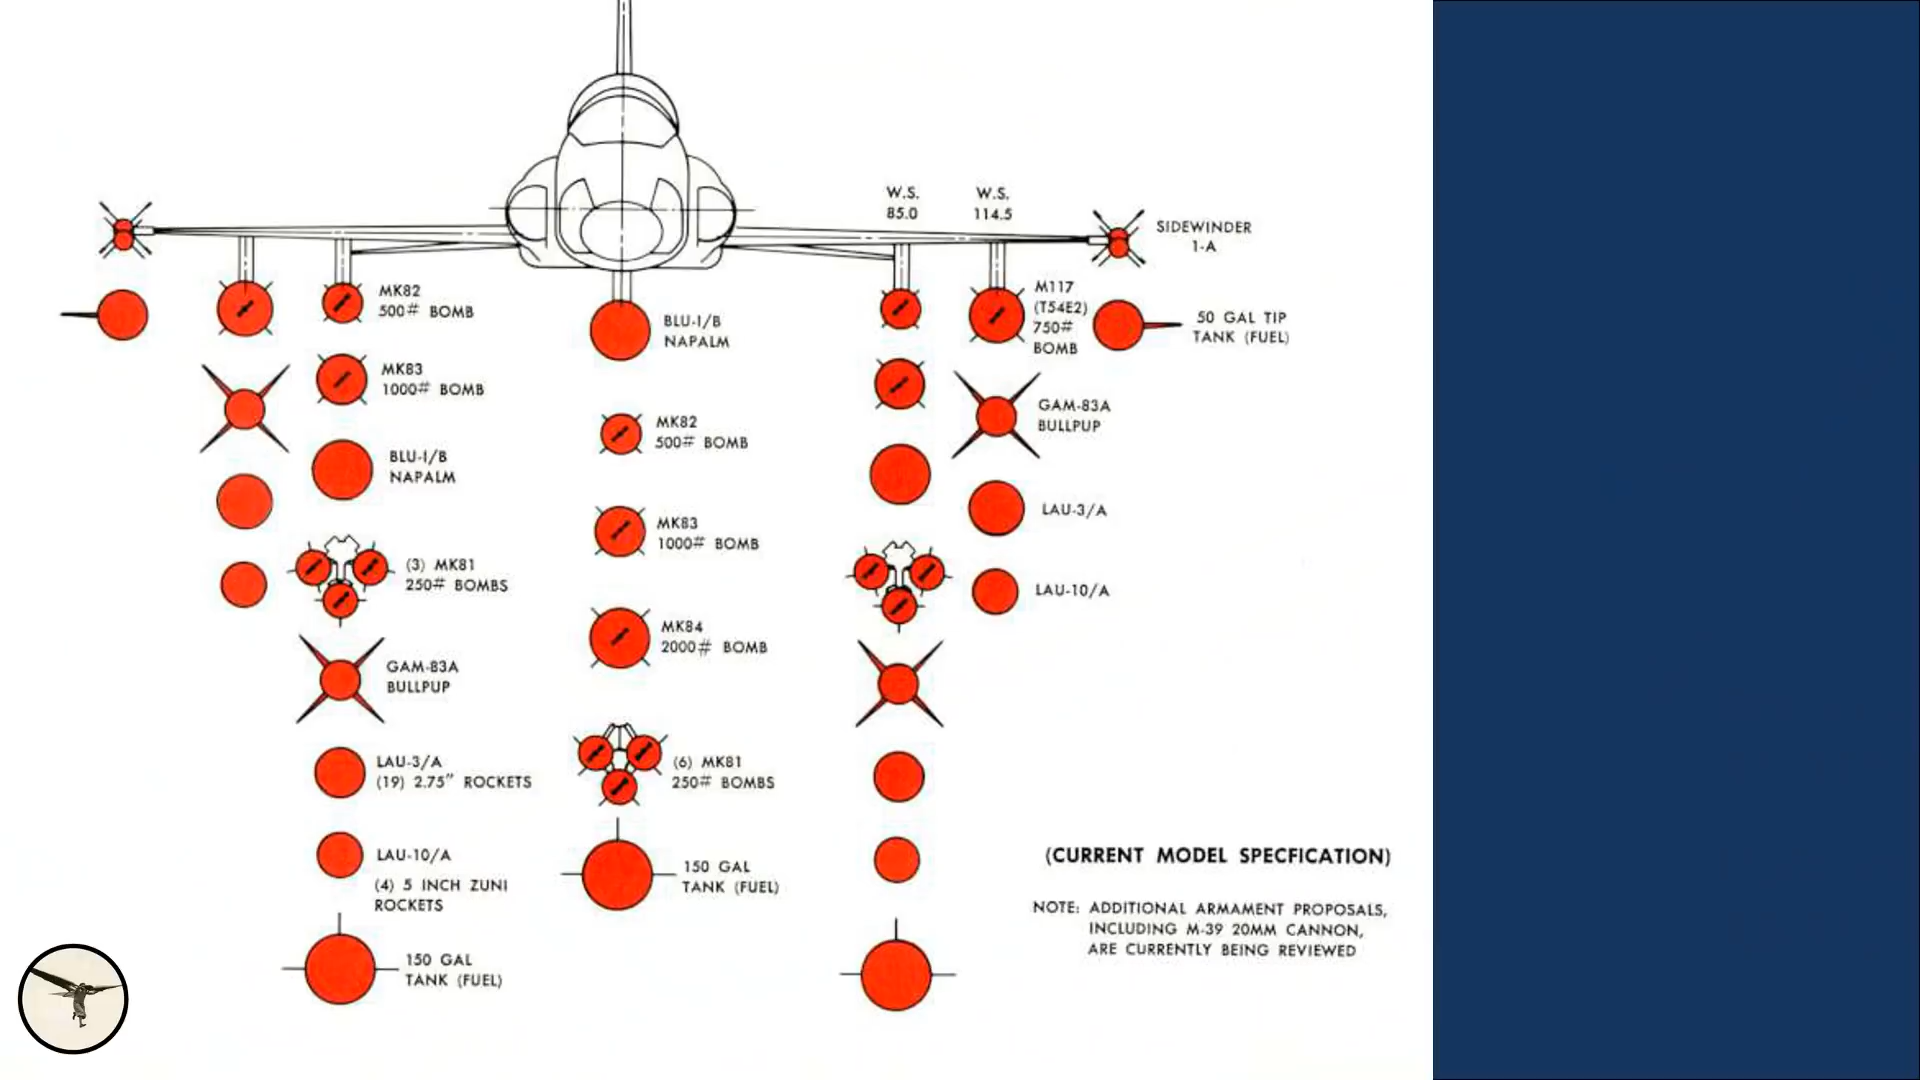 W.S.
85.0
W.S.
114.5
SIDEWINDER
1-A
MK82
500# BOMB
BLU-1/B
NAPALM
M117
(T54E2)
750#
BOMB
50 GAL TIP
TANK (FUEL)
MK83
1000# BOMB
MK82
500# BOMB
GAM-83A
BULLPUP
BLU-1/B
NAPALM
MK83
1000# BOMB
LAU-3/A
(3) MK81
250# BOMBS
LAU-10/A
MK84
2000# BOMB
GAM-83A
BULLPUP
LAU-3/A
(19) 2.75" ROCKETS
(6) MK81
250# BOMBS
LAU-10/A
(4) 5 INCH ZUNI
ROCKETS
150 GAL
TANK (FUEL)
150 GAL
TANK (FUEL)
(CURRENT MODEL SPECFICATION)
NOTE: ADDITIONAL ARMAMENT PROPOSALS,
INCLUDING M-39 20MM CANNON,
ARE CURRENTLY BEING REVIEWED